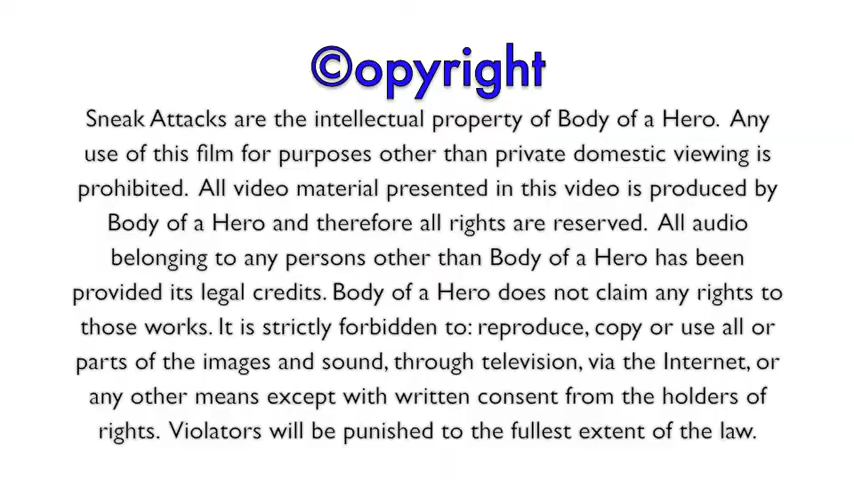 ©opyright
Sneak Attacks are the intellectual property of Body of a Hero. Any
use of this film for purposes other than private domestic viewing is
prohibited. All video material presented in this video is produced by
Body of a Hero and therefore all rights are reserved. All audio
belonging to any persons other than Body of a Hero has been
provided its legal credits. Body of a Hero does not claim any rights to
those works. It is strictly forbidden to: reproduce, copy or use all or
parts of the images and sound, through television, via the Internet, or
any other means except with written consent from the holders of
rights. Violators will be punished to the fullest extent of the law.